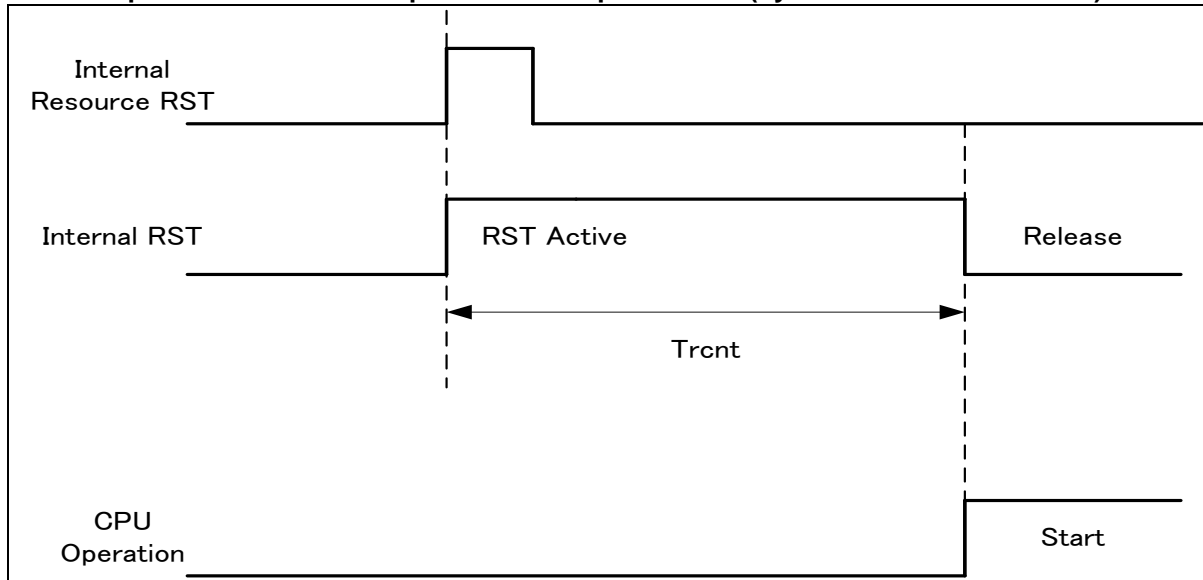 Internal
Resource RST
Internal RST
RST Active
Release
Trcnt
CPU
Operation
Start